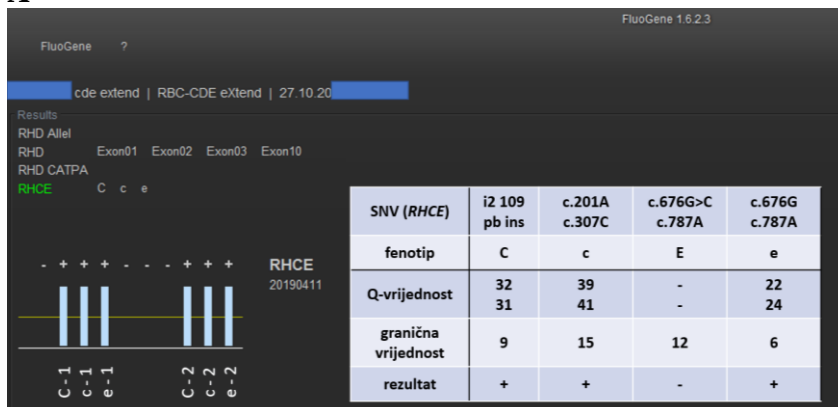 FluoGene 1.6.2.3
FluoGene ?
cde extend | RBC-CDE eXtend | 27.10.20
Results
RHD Allel
RHD Exon01 Exon02 Exon03 Exon10
RHD CATPA
RHCE C c e
- + + + - - - + + + RHCE
20190411
C-1 c-1 e-1 C-2 c-2 e-2
SNV (RHCE) i2 109 pb ins c.201A c.307C c.676G>C c.787A c.676G c.787A
fenotip C c E e
Q-vrijednost 32 31 39 41 - - 22 24
granična vrijednost 9 15 12 6
rezultat + + - +